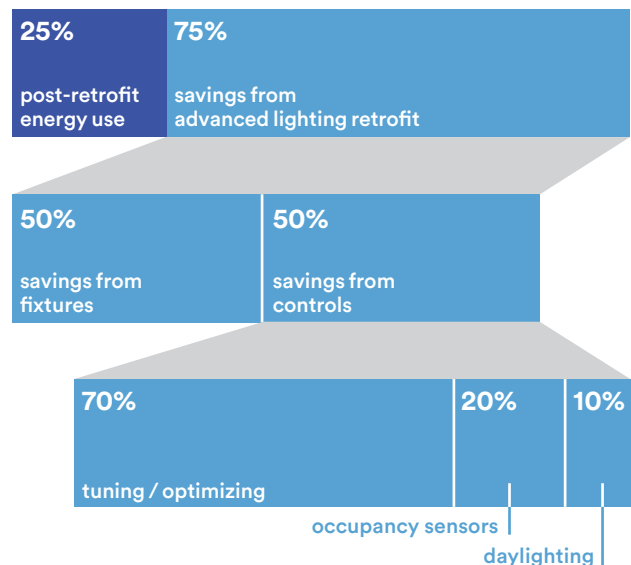 25%
post-retrofit
energy use
75%
savings from
advanced lighting retrofit
50%
savings from
fixtures
50%
savings from
controls
70%
tuning / optimizing
20%
occupancy sensors
10%
daylighting